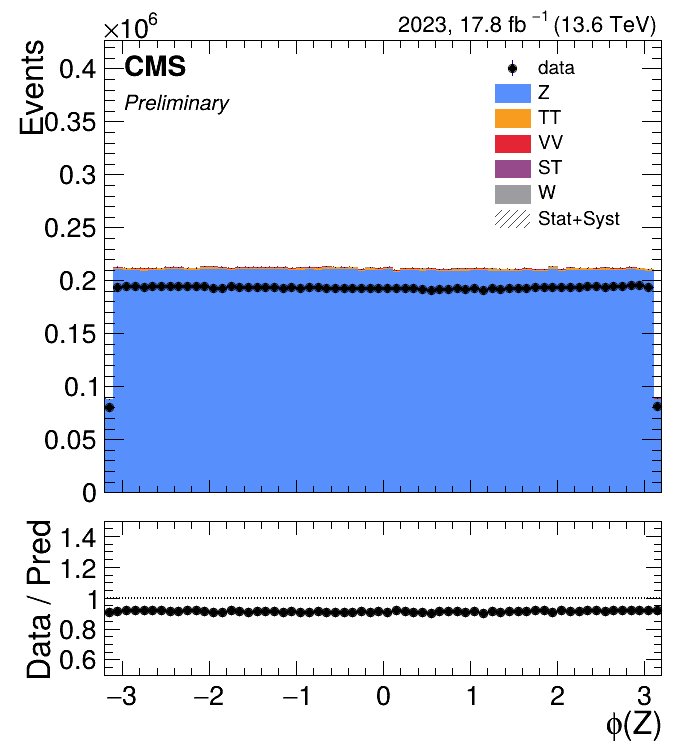 ×10⁶
2023, 17.8 fb ⁻¹ (13.6 TeV)
CMS
Preliminary
Events
data
Z
TT
VV
ST
W
Stat+Syst
0.4
0.35
0.3
0.25
0.2
0.15
0.1
0.05
0
Data / Pred
1.4
1.2
1
0.8
0.6
−3 −2 −1 0 1 2 3
ϕ(Z)